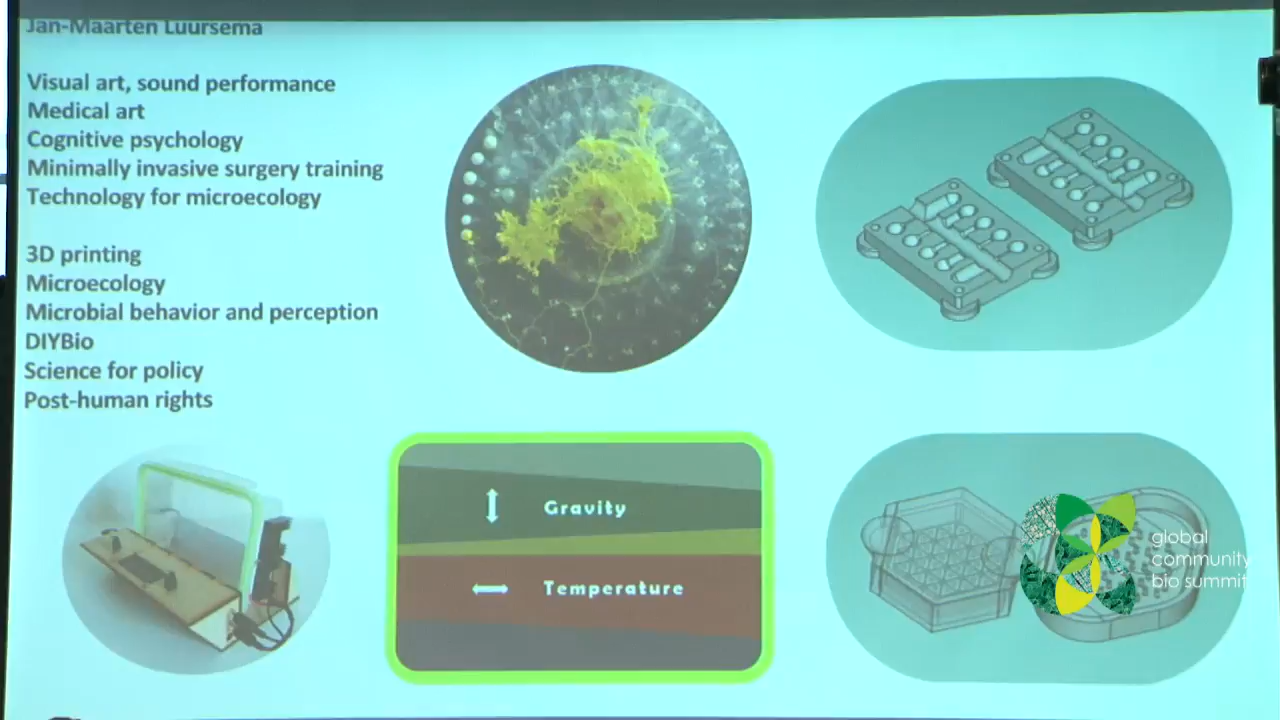 Jan-Maarten Luursema
Visual art, sound performance
Medical art
Cognitive psychology
Minimally invasive surgery training
Technology for microecology
3D printing
Microecology
Microbial behavior and perception
DIYBio
Science for policy
Post-human rights
Gravity
Temperature
global
community
bio summit